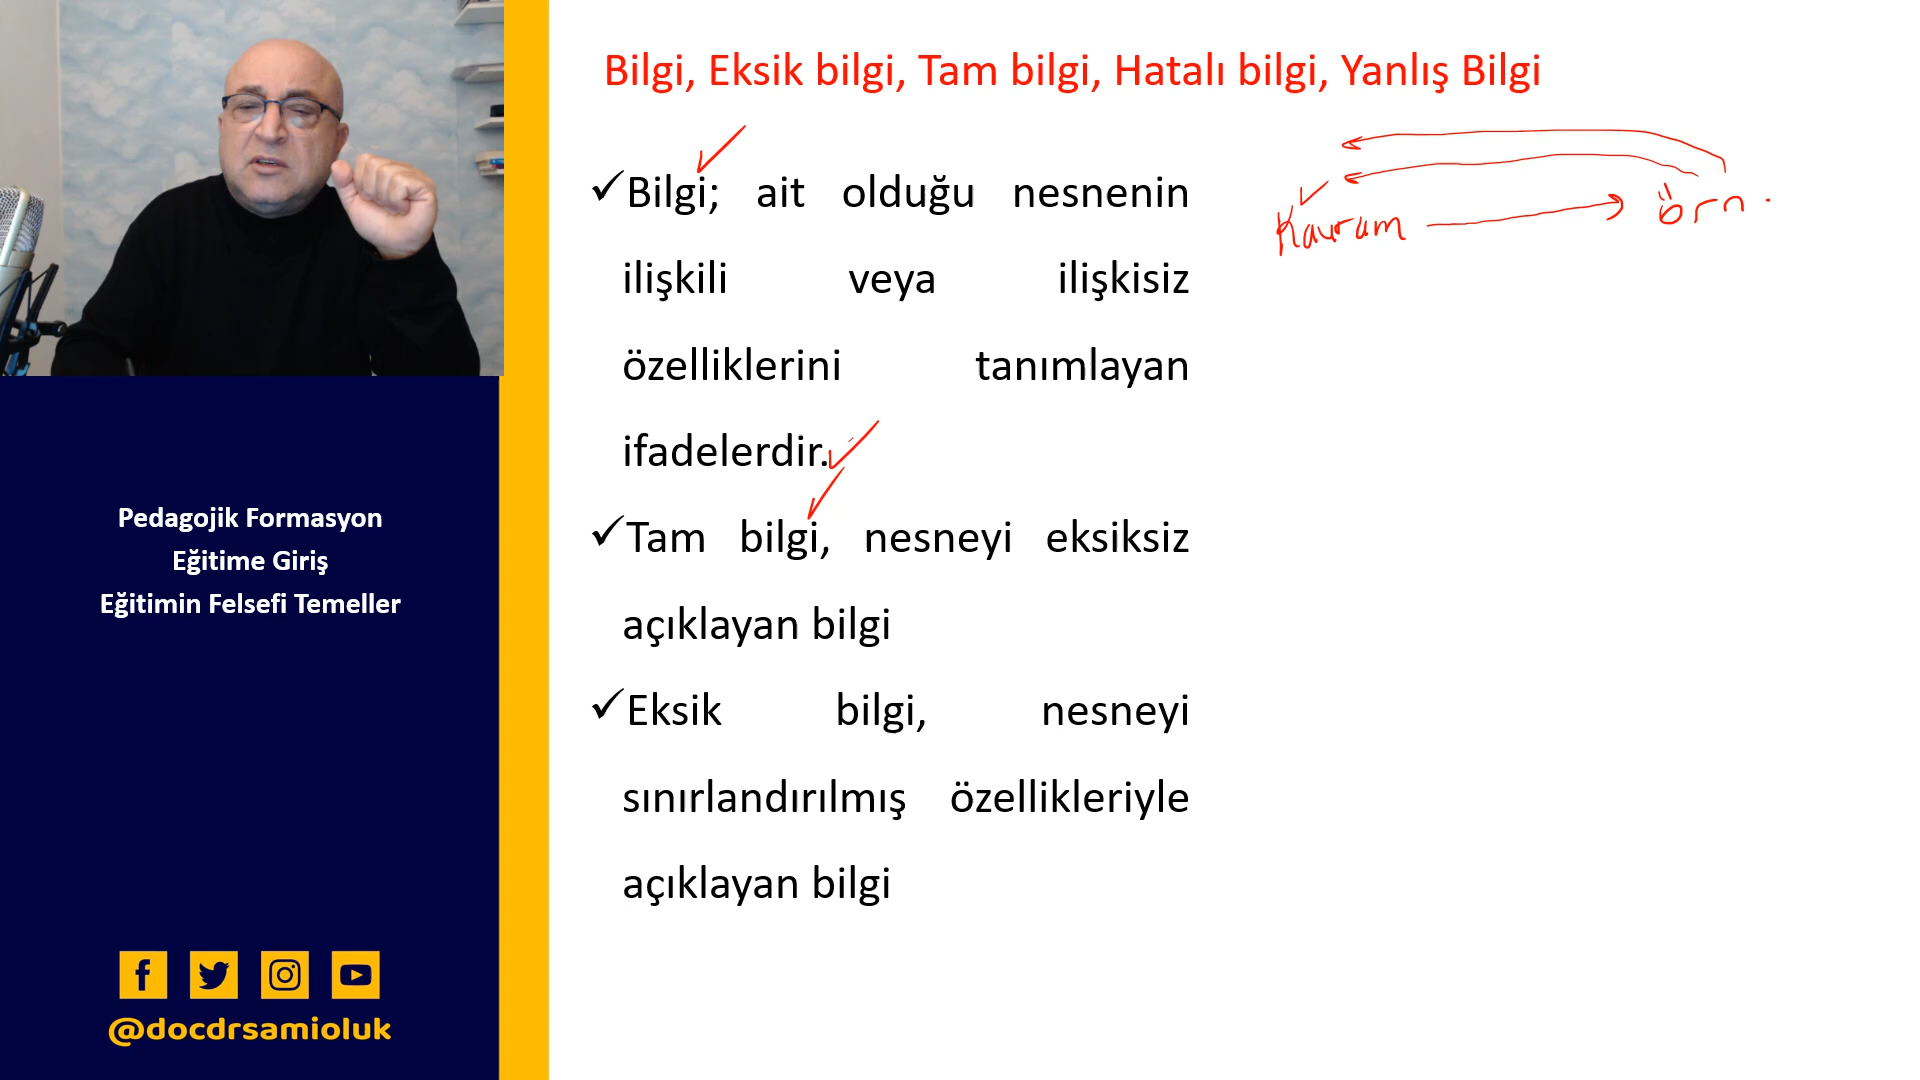 Bilgi, Eksik bilgi, Tam bilgi, Hatalı bilgi, Yanlış Bilgi
Bilgi; ait olduğu nesnenin
ilişkili veya ilişkisiz
özelliklerini tanımlayan
ifadelerdir.
Tam bilgi, nesneyi eksiksiz
açıklayan bilgi
Eksik bilgi, nesneyi
sınırlandırılmış özellikleriyle
açıklayan bilgi
Kavram
örn.
Pedagojik Formasyon
Eğitime Giriş
Eğitimin Felsefi Temeller
@docdrsamioluk